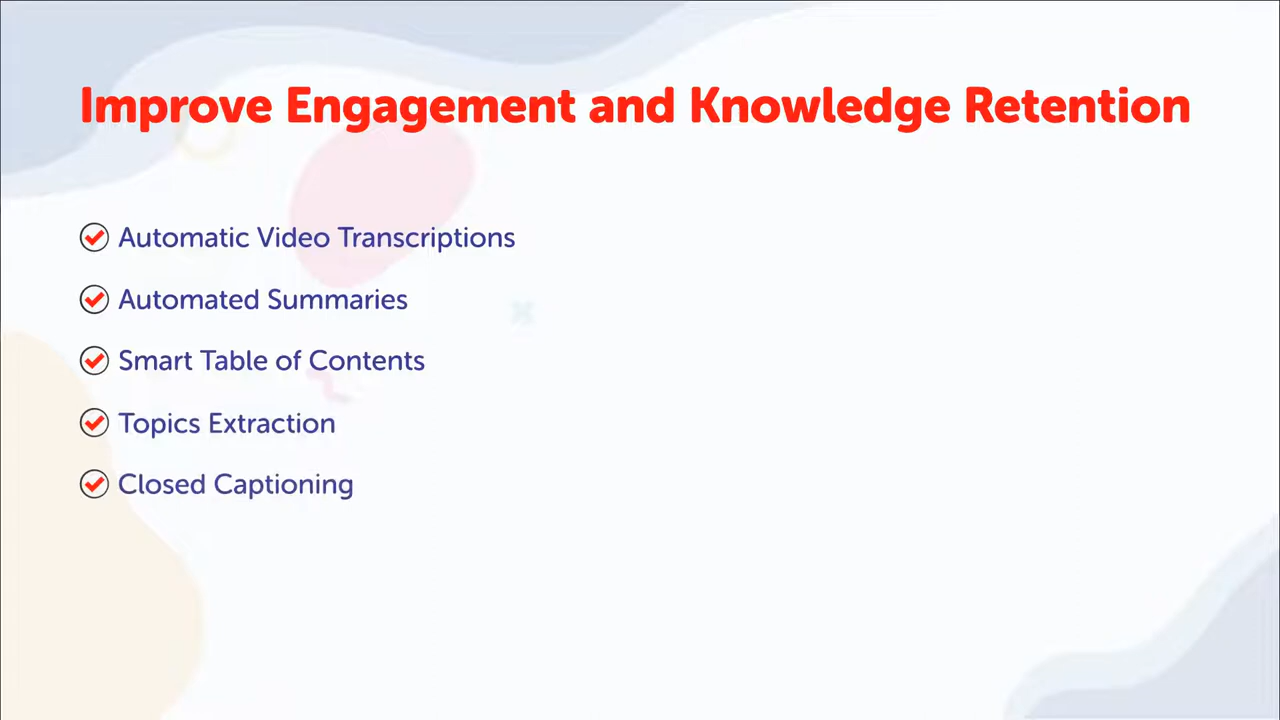 Improve Engagement and Knowledge Retention
Automatic Video Transcriptions
Automated Summaries
Smart Table of Contents
Topics Extraction
Closed Captioning